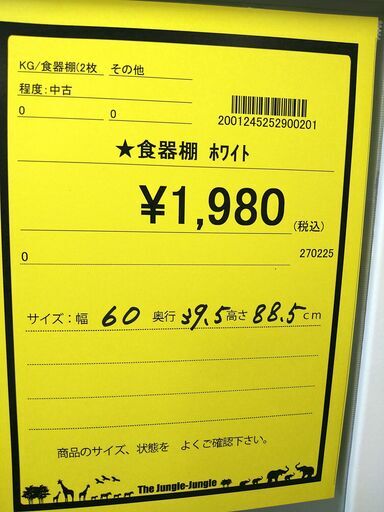 KG/食器棚(2枚 その他
程度:中古
0 0
2001245252900201
★食器棚 ﾎﾜｲﾄ
¥1,980 (税込)
0 270225
サイズ:幅 60 奥行 39.5 高さ 88.5 cm
商品のサイズ、状態を よくご確認下さい。
The Jungle-Jungle